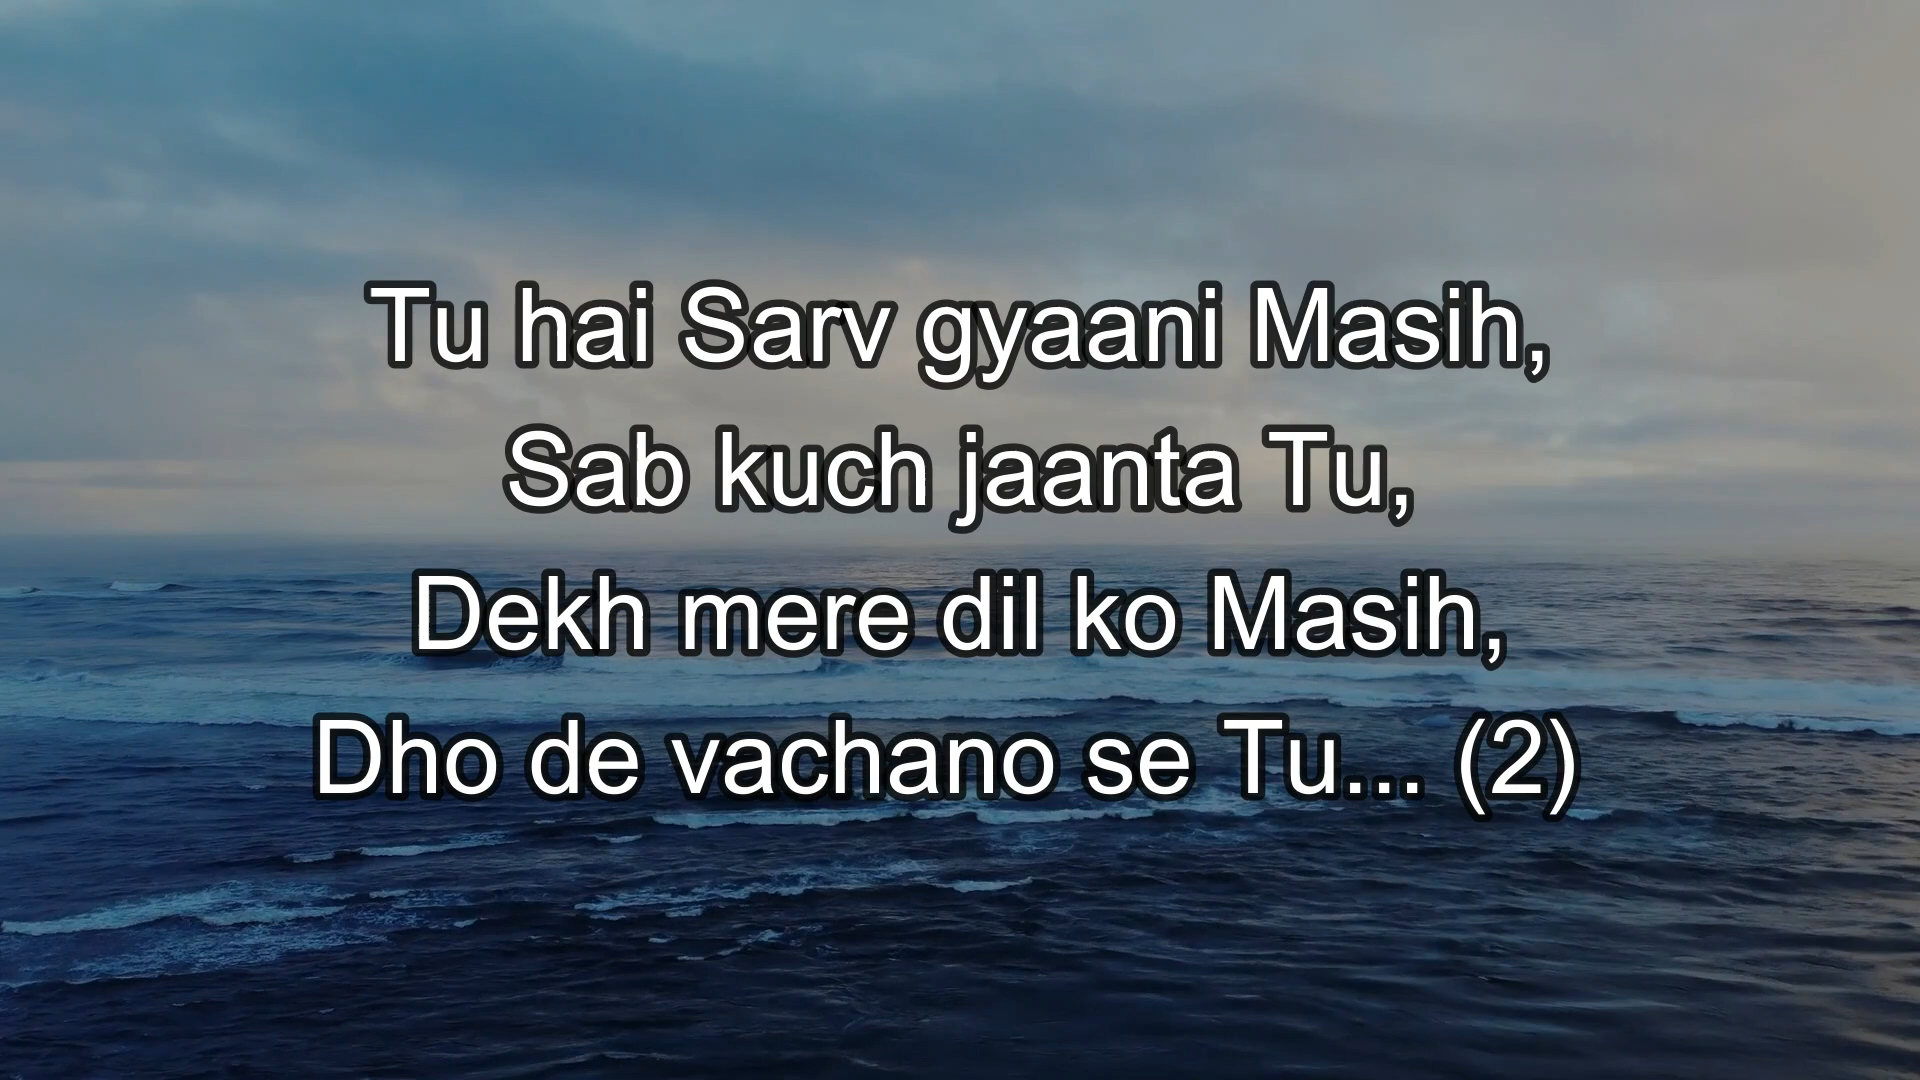 Tu hai Sarv gyaani Masih,
Sab kuch jaanta Tu,
Dekh mere dil ko Masih,
Dho de vachano se Tu... (2)